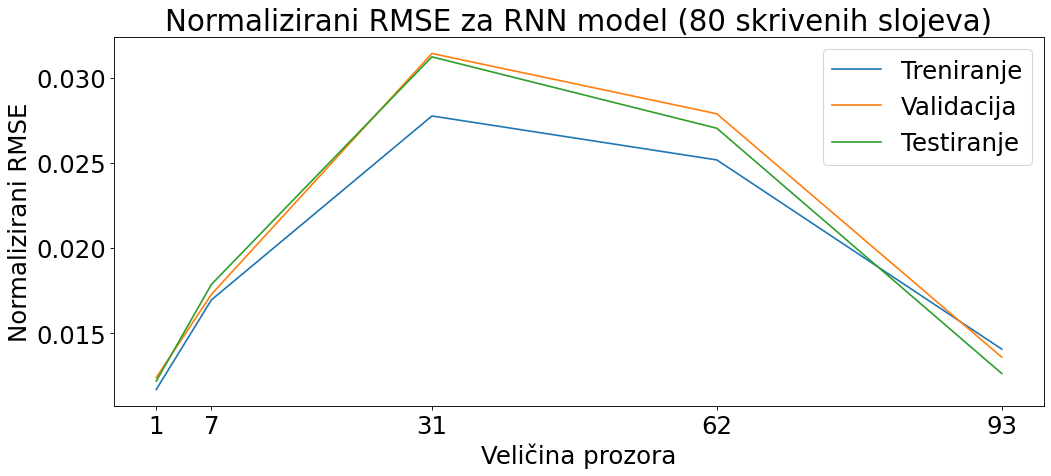 Normalizirani RMSE za RNN model (80 skrivenih slojeva)
Normalizirani RMSE
0.030
0.025
0.020
0.015
Treniranje
Validacija
Testiranje
1 7 31 62 93
Veličina prozora